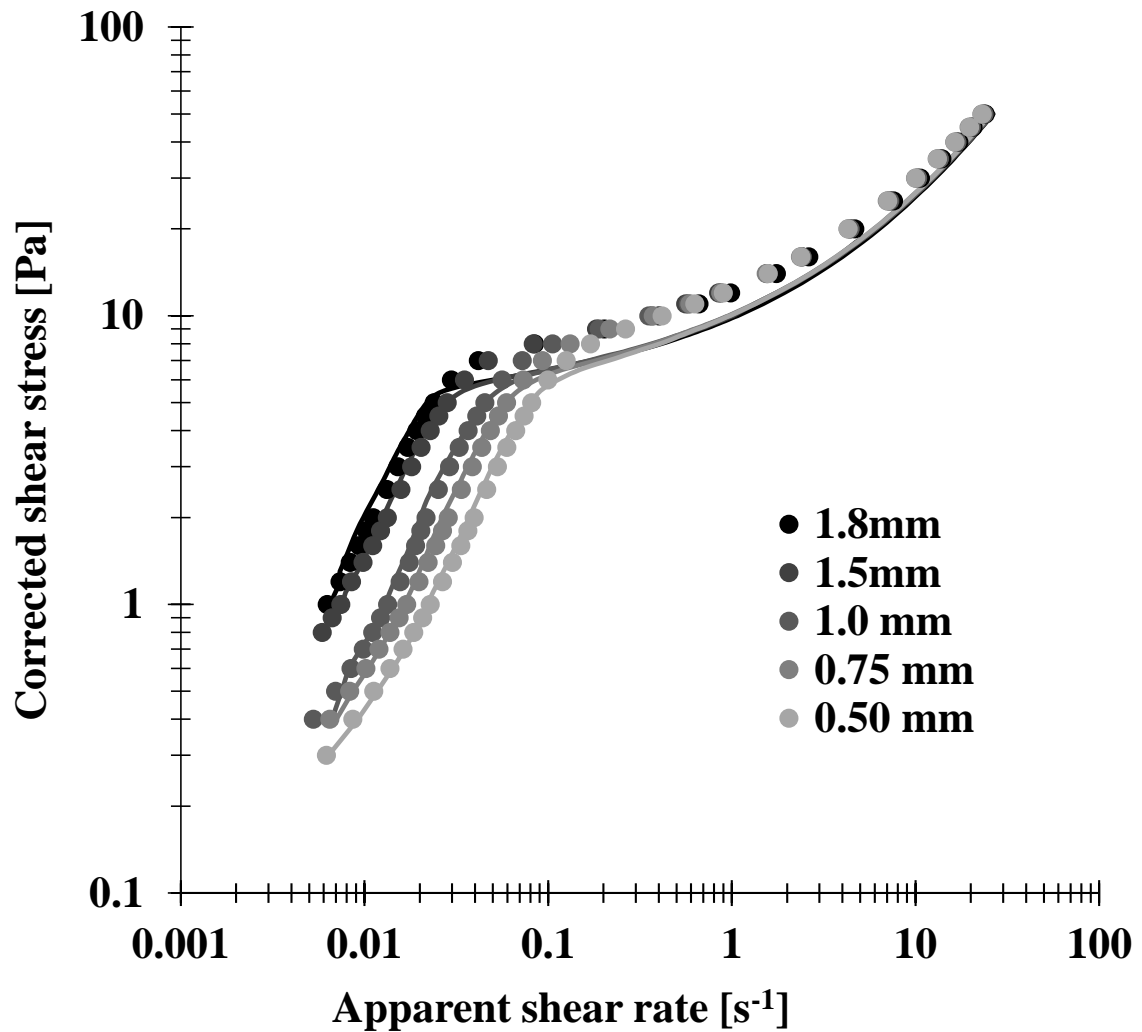 100
10
1
0.1
Corrected shear stress [Pa]
1.8mm
1.5mm
1.0 mm
0.75 mm
0.50 mm
0.001 0.01 0.1 1 10 100
Apparent shear rate [s⁻¹]